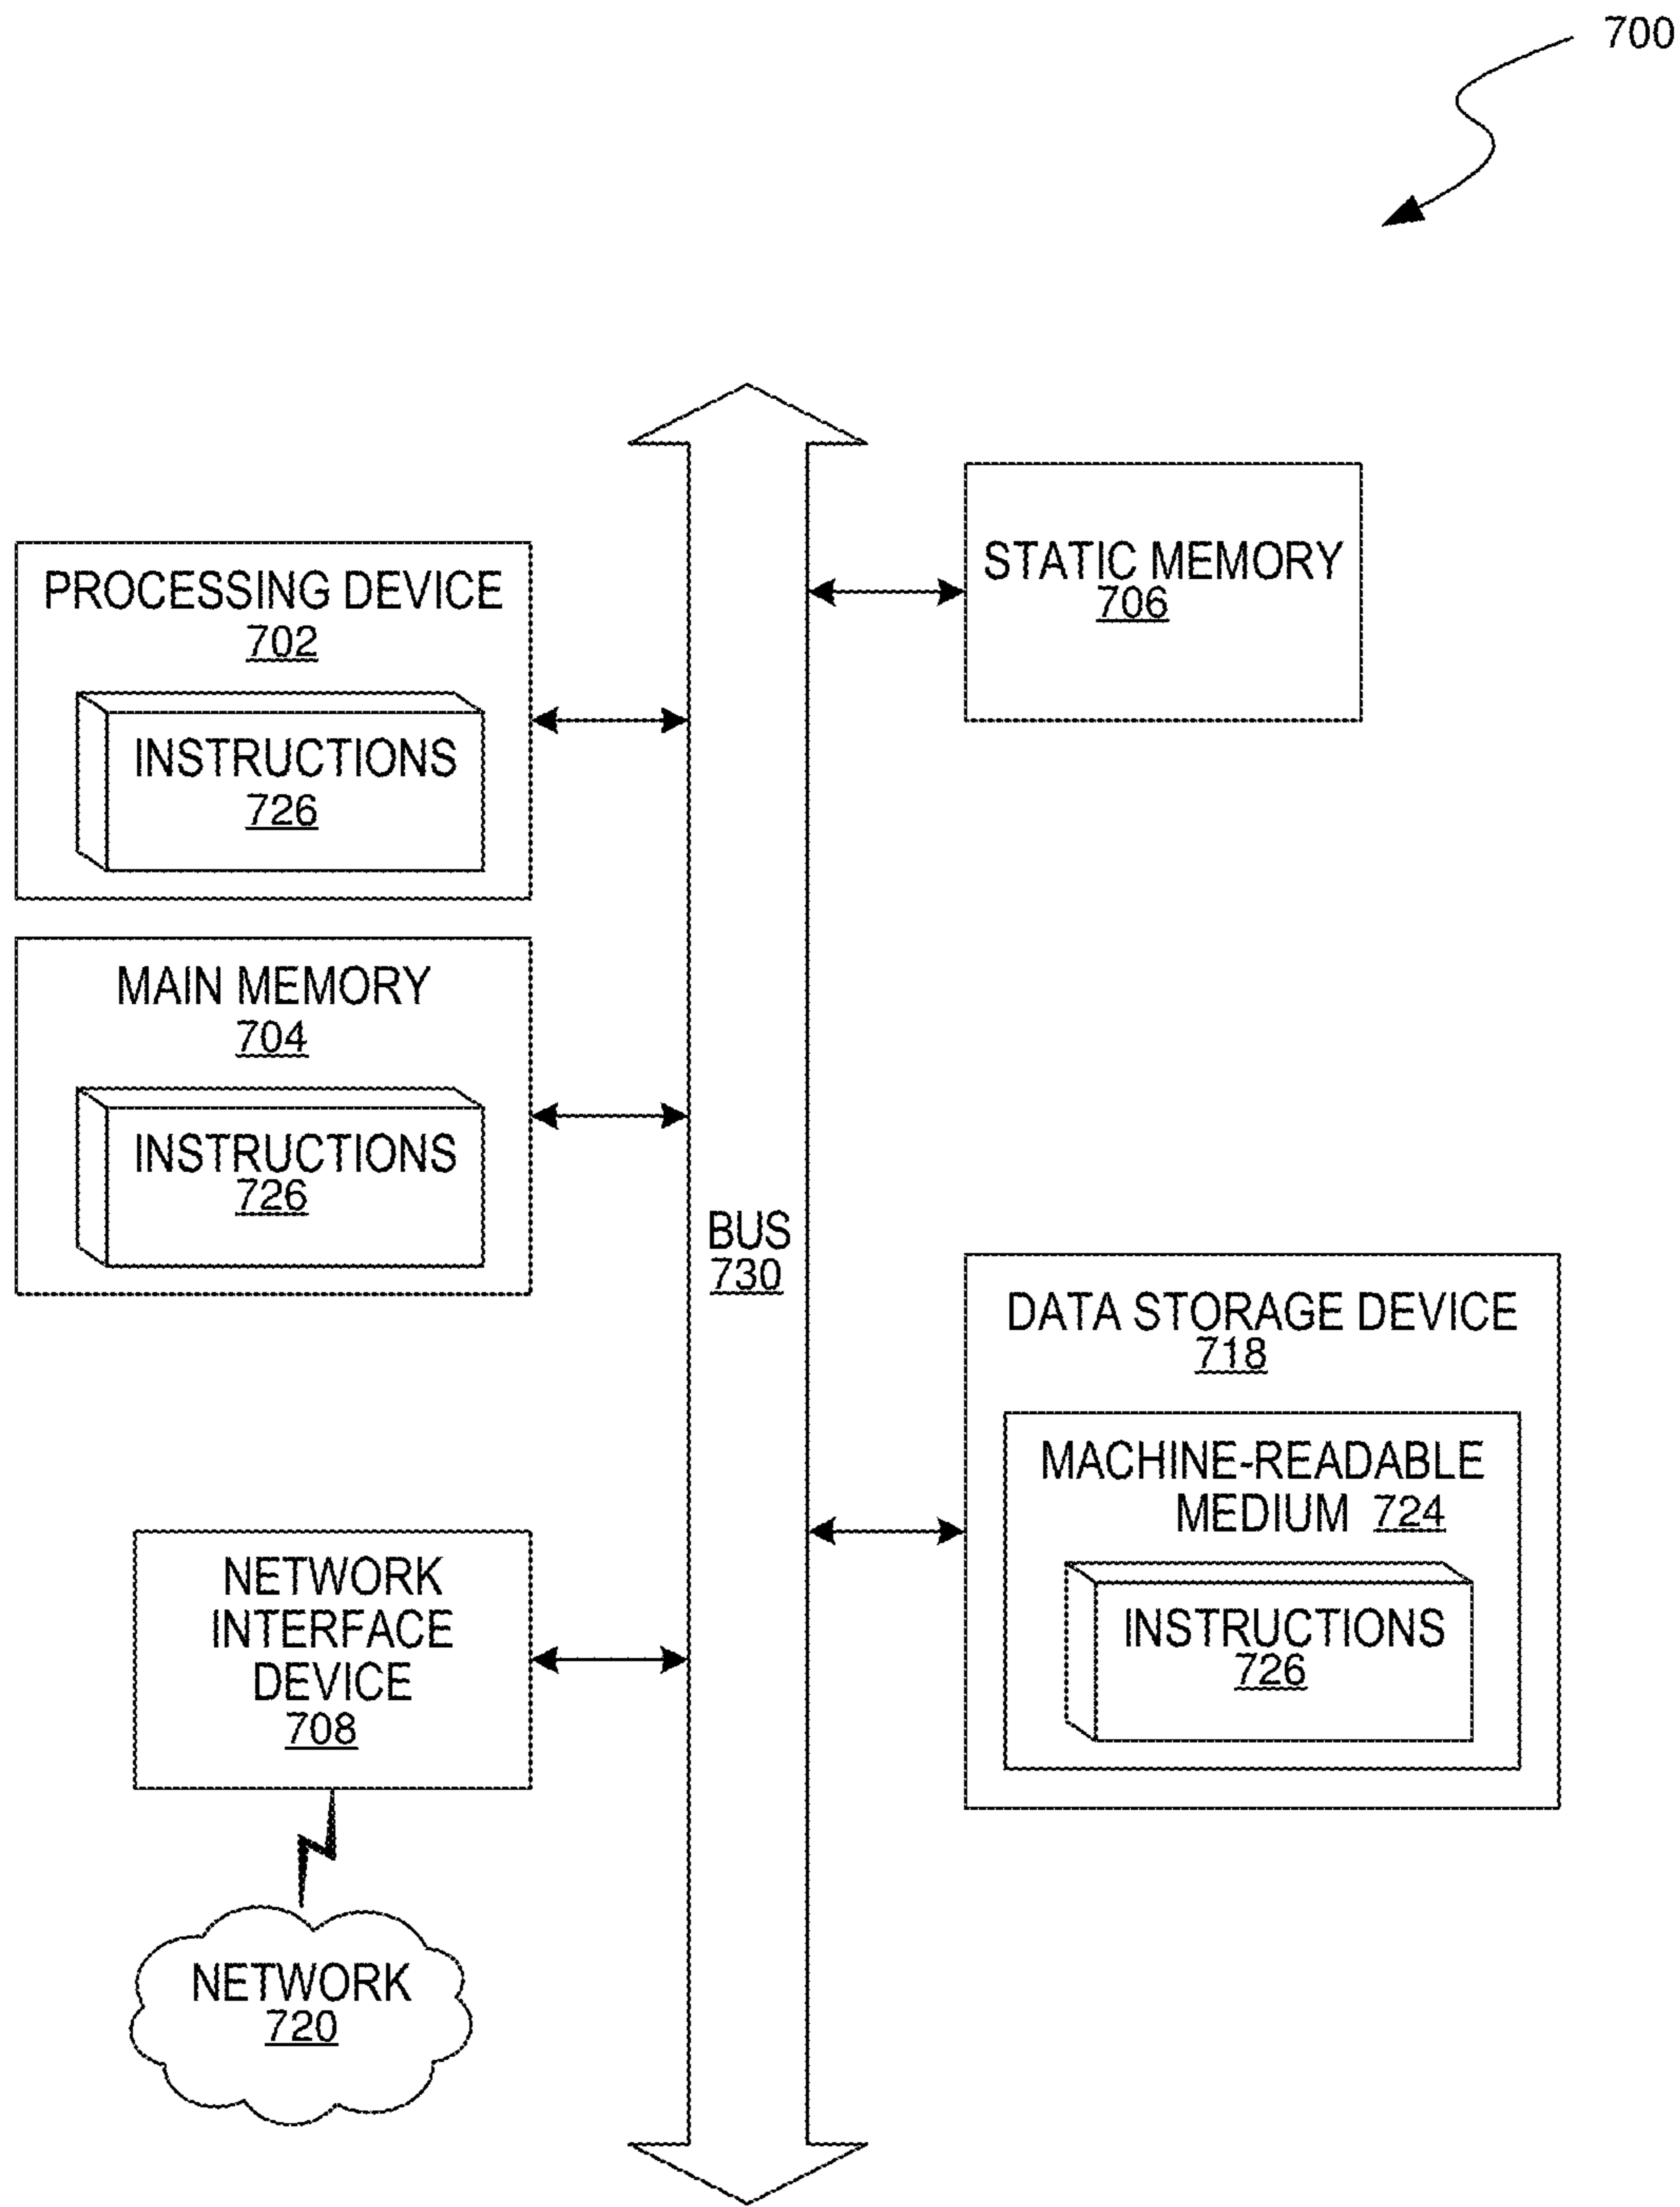 700
PROCESSING DEVICE
702
INSTRUCTIONS
726
STATIC MEMORY
706
MAIN MEMORY
704
INSTRUCTIONS
726
BUS
730
DATA STORAGE DEVICE
718
MACHINE-READABLE
MEDIUM 724
INSTRUCTIONS
726
NETWORK
INTERFACE
DEVICE
708
NETWORK
720